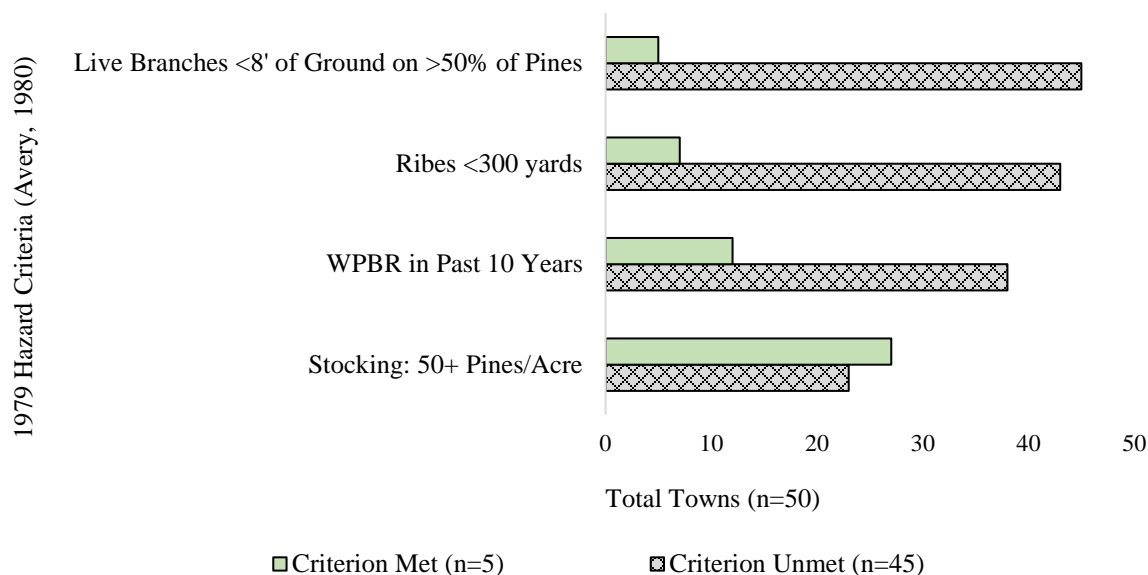 1979 Hazard Criteria (Avery, 1980)
Live Branches <8' of Ground on >50% of Pines
Ribes <300 yards
WPBR in Past 10 Years
Stocking: 50+ Pines/Acre
0 10 20 30 40 50
Total Towns (n=50)
Criterion Met (n=5) Criterion Unmet (n=45)